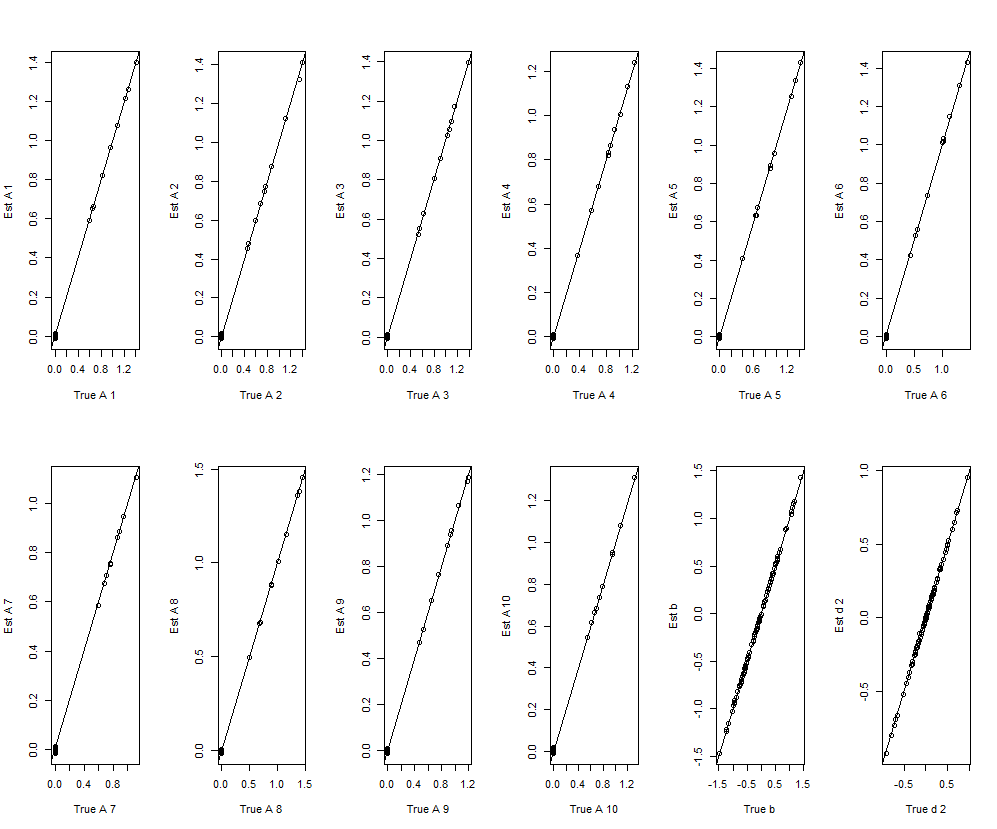 Est A 1
0.0 0.2 0.4 0.6 0.8 1.0 1.2 1.4
0.0 0.4 0.8 1.2
True A 1
Est A 2
0.0 0.2 0.4 0.6 0.8 1.0 1.2 1.4
0.0 0.4 0.8 1.2
True A 2
Est A 3
0.0 0.2 0.4 0.6 0.8 1.0 1.2 1.4
0.0 0.4 0.8 1.2
True A 3
Est A 4
0.0 0.2 0.4 0.6 0.8 1.0 1.2
0.0 0.4 0.8 1.2
True A 4
Est A 5
0.0 0.2 0.4 0.6 0.8 1.0 1.2 1.4
0.0 0.6 1.2
True A 5
Est A 6
0.0 0.2 0.4 0.6 0.8 1.0 1.2 1.4
0.0 0.5 1.0
True A 6
Est A 7
0.0 0.2 0.4 0.6 0.8 1.0
0.0 0.4 0.8
True A 7
Est A 8
0.0 0.5 1.0 1.5
0.0 0.5 1.0 1.5
True A 8
Est A 9
0.0 0.2 0.4 0.6 0.8 1.0 1.2
0.0 0.4 0.8 1.2
True A 9
Est A 10
0.0 0.2 0.4 0.6 0.8 1.0 1.2
0.0 0.4 0.8 1.2
True A 10
Est b
-1.5 -1.0 -0.5 0.0 0.5 1.0 1.5
-1.5 -0.5 0.5 1.5
True b
Est d 2
-0.5 0.0 0.5 1.0
-0.5 0.5
True d 2